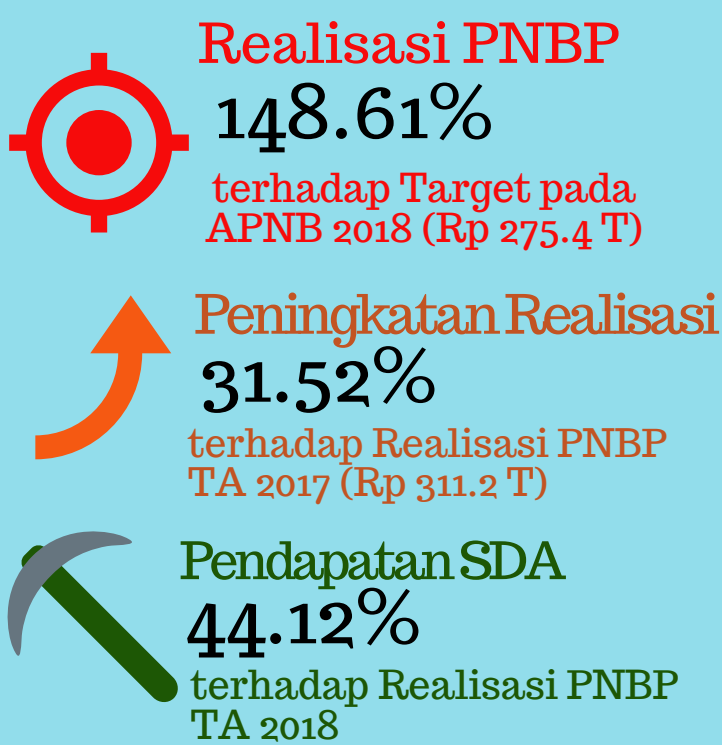 Realisasi PNBP
148.61%
terhadap Target pada
APNB 2018 (Rp 275.4 T)
Peningkatan Realisasi
31.52%
terhadap Realisasi PNBP
TA 2017 (Rp 311.2 T)
Pendapatan SDA
44.12%
terhadap Realisasi PNBP
TA 2018